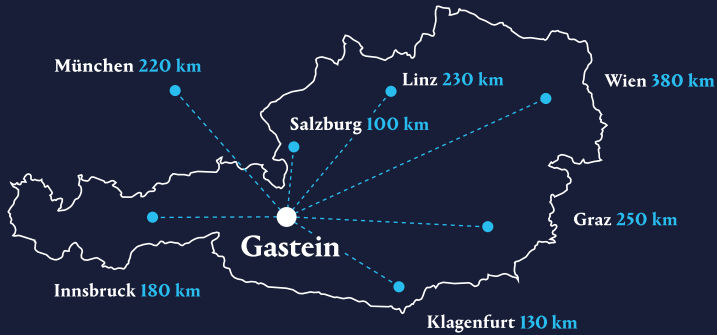 München 220 km
Linz 230 km
Wien 380 km
Salzburg 100 km
Graz 250 km
Gastein
Innsbruck 180 km
Klagenfurt 130 km